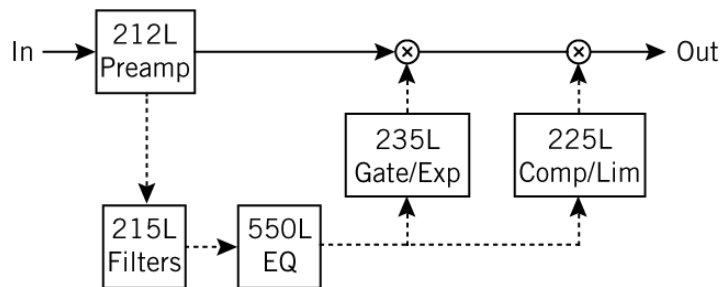 In
212L
Preamp
Out
235L
Gate/Exp
225L
Comp/Lim
215L
Filters
550L
EQ